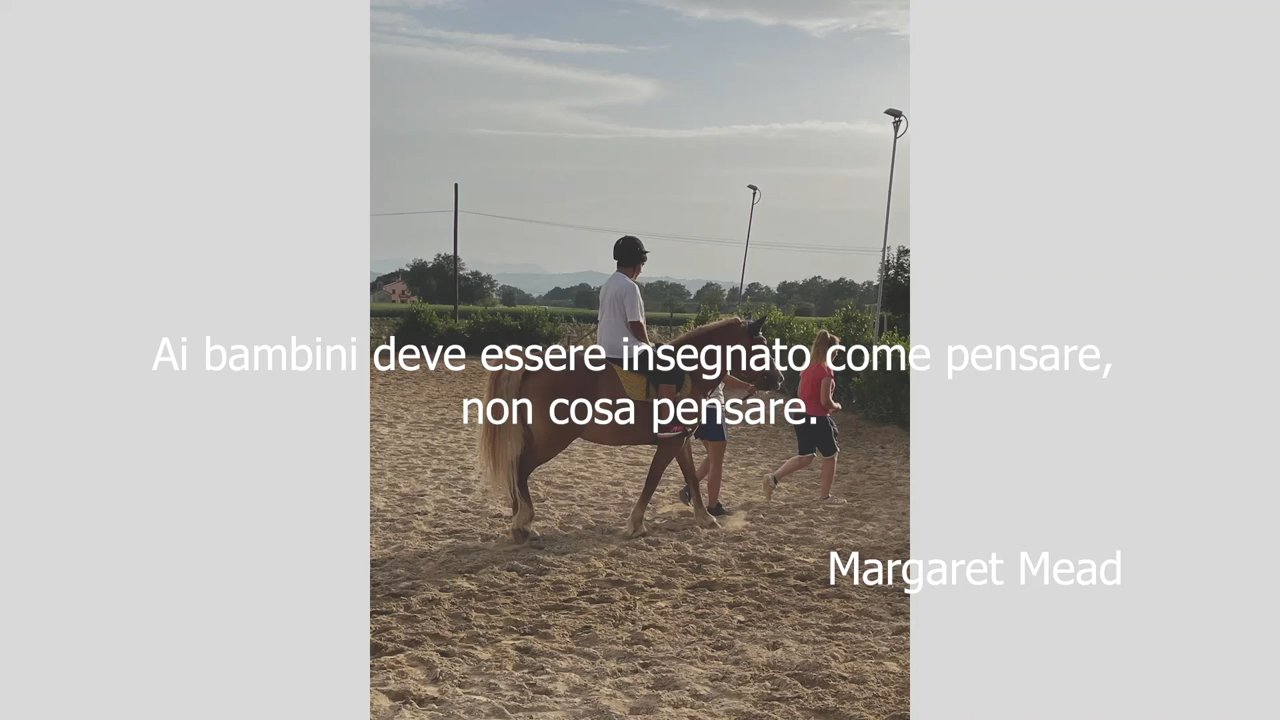 Ai bambini deve essere insegnato come pensare,
non cosa pensare.
Margaret Mead